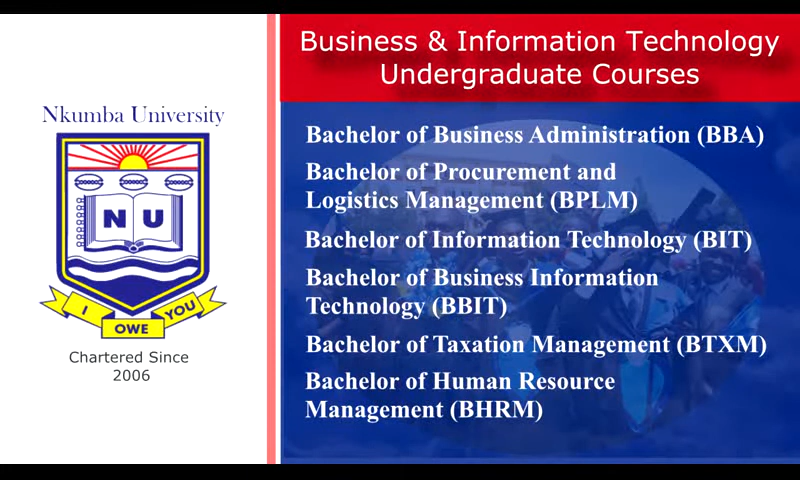 Nkumba University
N U
I OWE YOU
Chartered Since
2006
Business & Information Technology
Undergraduate Courses
Bachelor of Business Administration (BBA)
Bachelor of Procurement and
Logistics Management (BPLM)
Bachelor of Information Technology (BIT)
Bachelor of Business Information
Technology (BBIT)
Bachelor of Taxation Management (BTXM)
Bachelor of Human Resource
Management (BHRM)